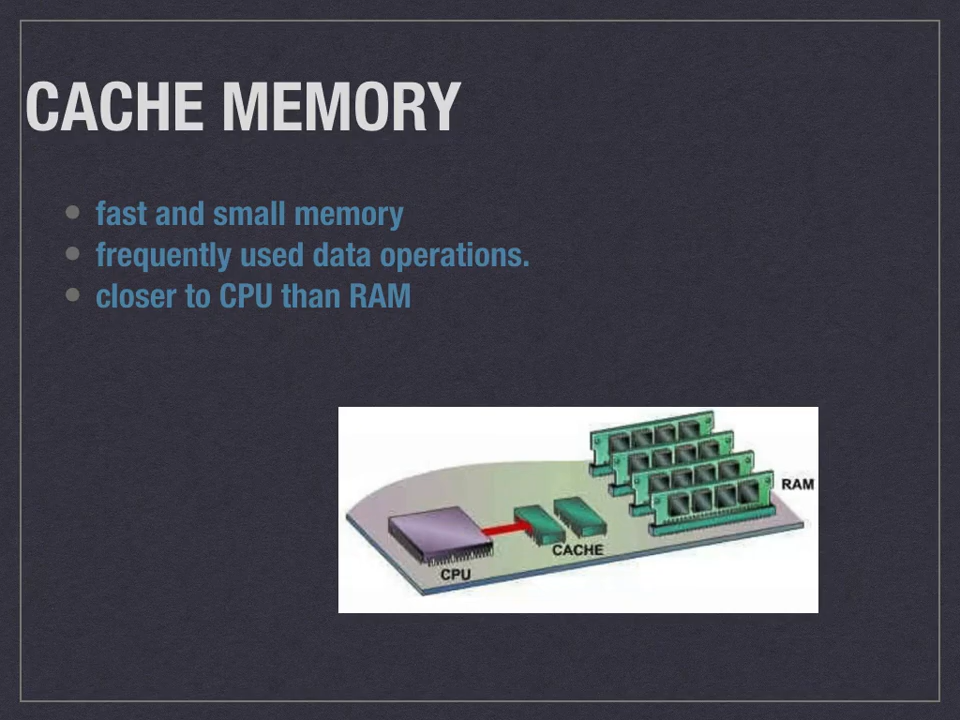 CACHE MEMORY
• fast and small memory
• frequently used data operations.
• closer to CPU than RAM
RAM
CACHE
CPU